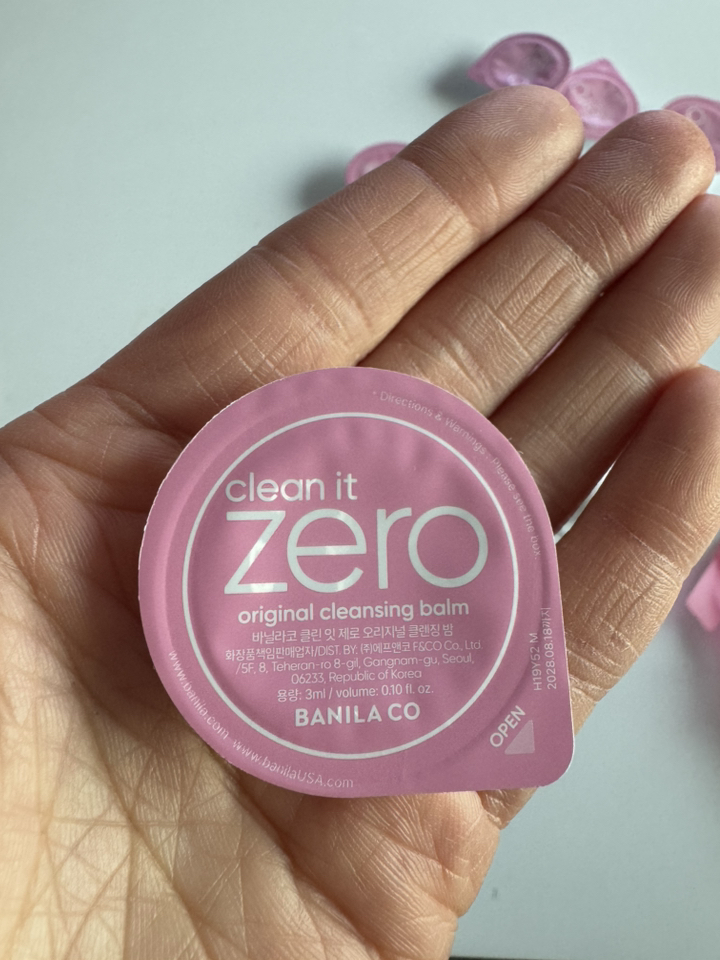 * Directions & Warnings : Please see the box.
clean it
zero
original cleansing balm
바닐라코 클린 잇 제로 오리지널 클렌징 밤
화장품책임판매업자/DIST. BY. (주)에프앤코 F&CO Co., Ltd
/5F, 8, Teheran-ro 8-gil, Gangnam-gu, Seoul,
06233, Republic of Korea
용량: 3ml / volume: 0.10 fl. oz.
BANILA CO
www.banila.com www.banilaUSA.com
H19Y52 M
2028.08.18까지
OPEN